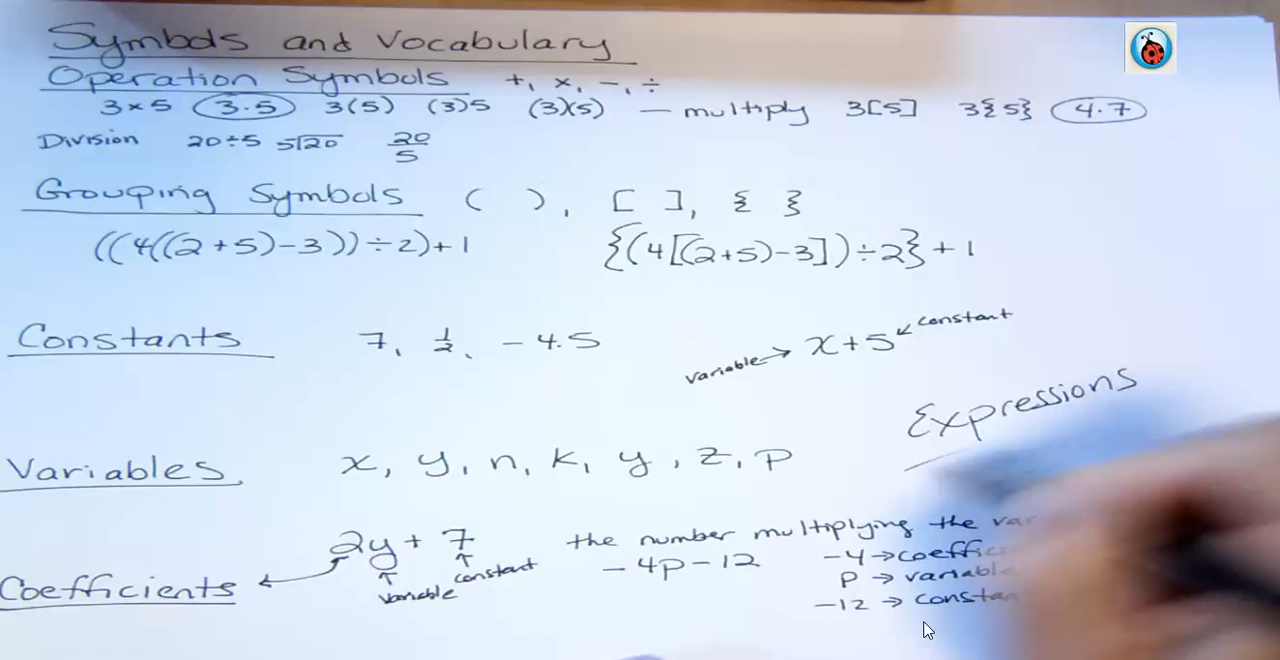 Symbols and Vocabulary
Operation Symbols +, ×, −, ÷
3×5 3·5 3(5) (3)5 (3)(5) — multiply 3[5] 3{5} 4·7
Division 20÷5 5√20 20/5
Grouping Symbols ( ), [ ], { }
((4((2+5)-3))÷2)+1 {(4[(2+5)-3])÷2}+1
Constants 7, 1/2, -4.5
variable → x+5 ← constant
Expressions
Variables x, y, n, k, y, z, p
2y + 7 the number multiplying the
variable constant
Coefficients
-4p-12 -4 →
p →
-12 →